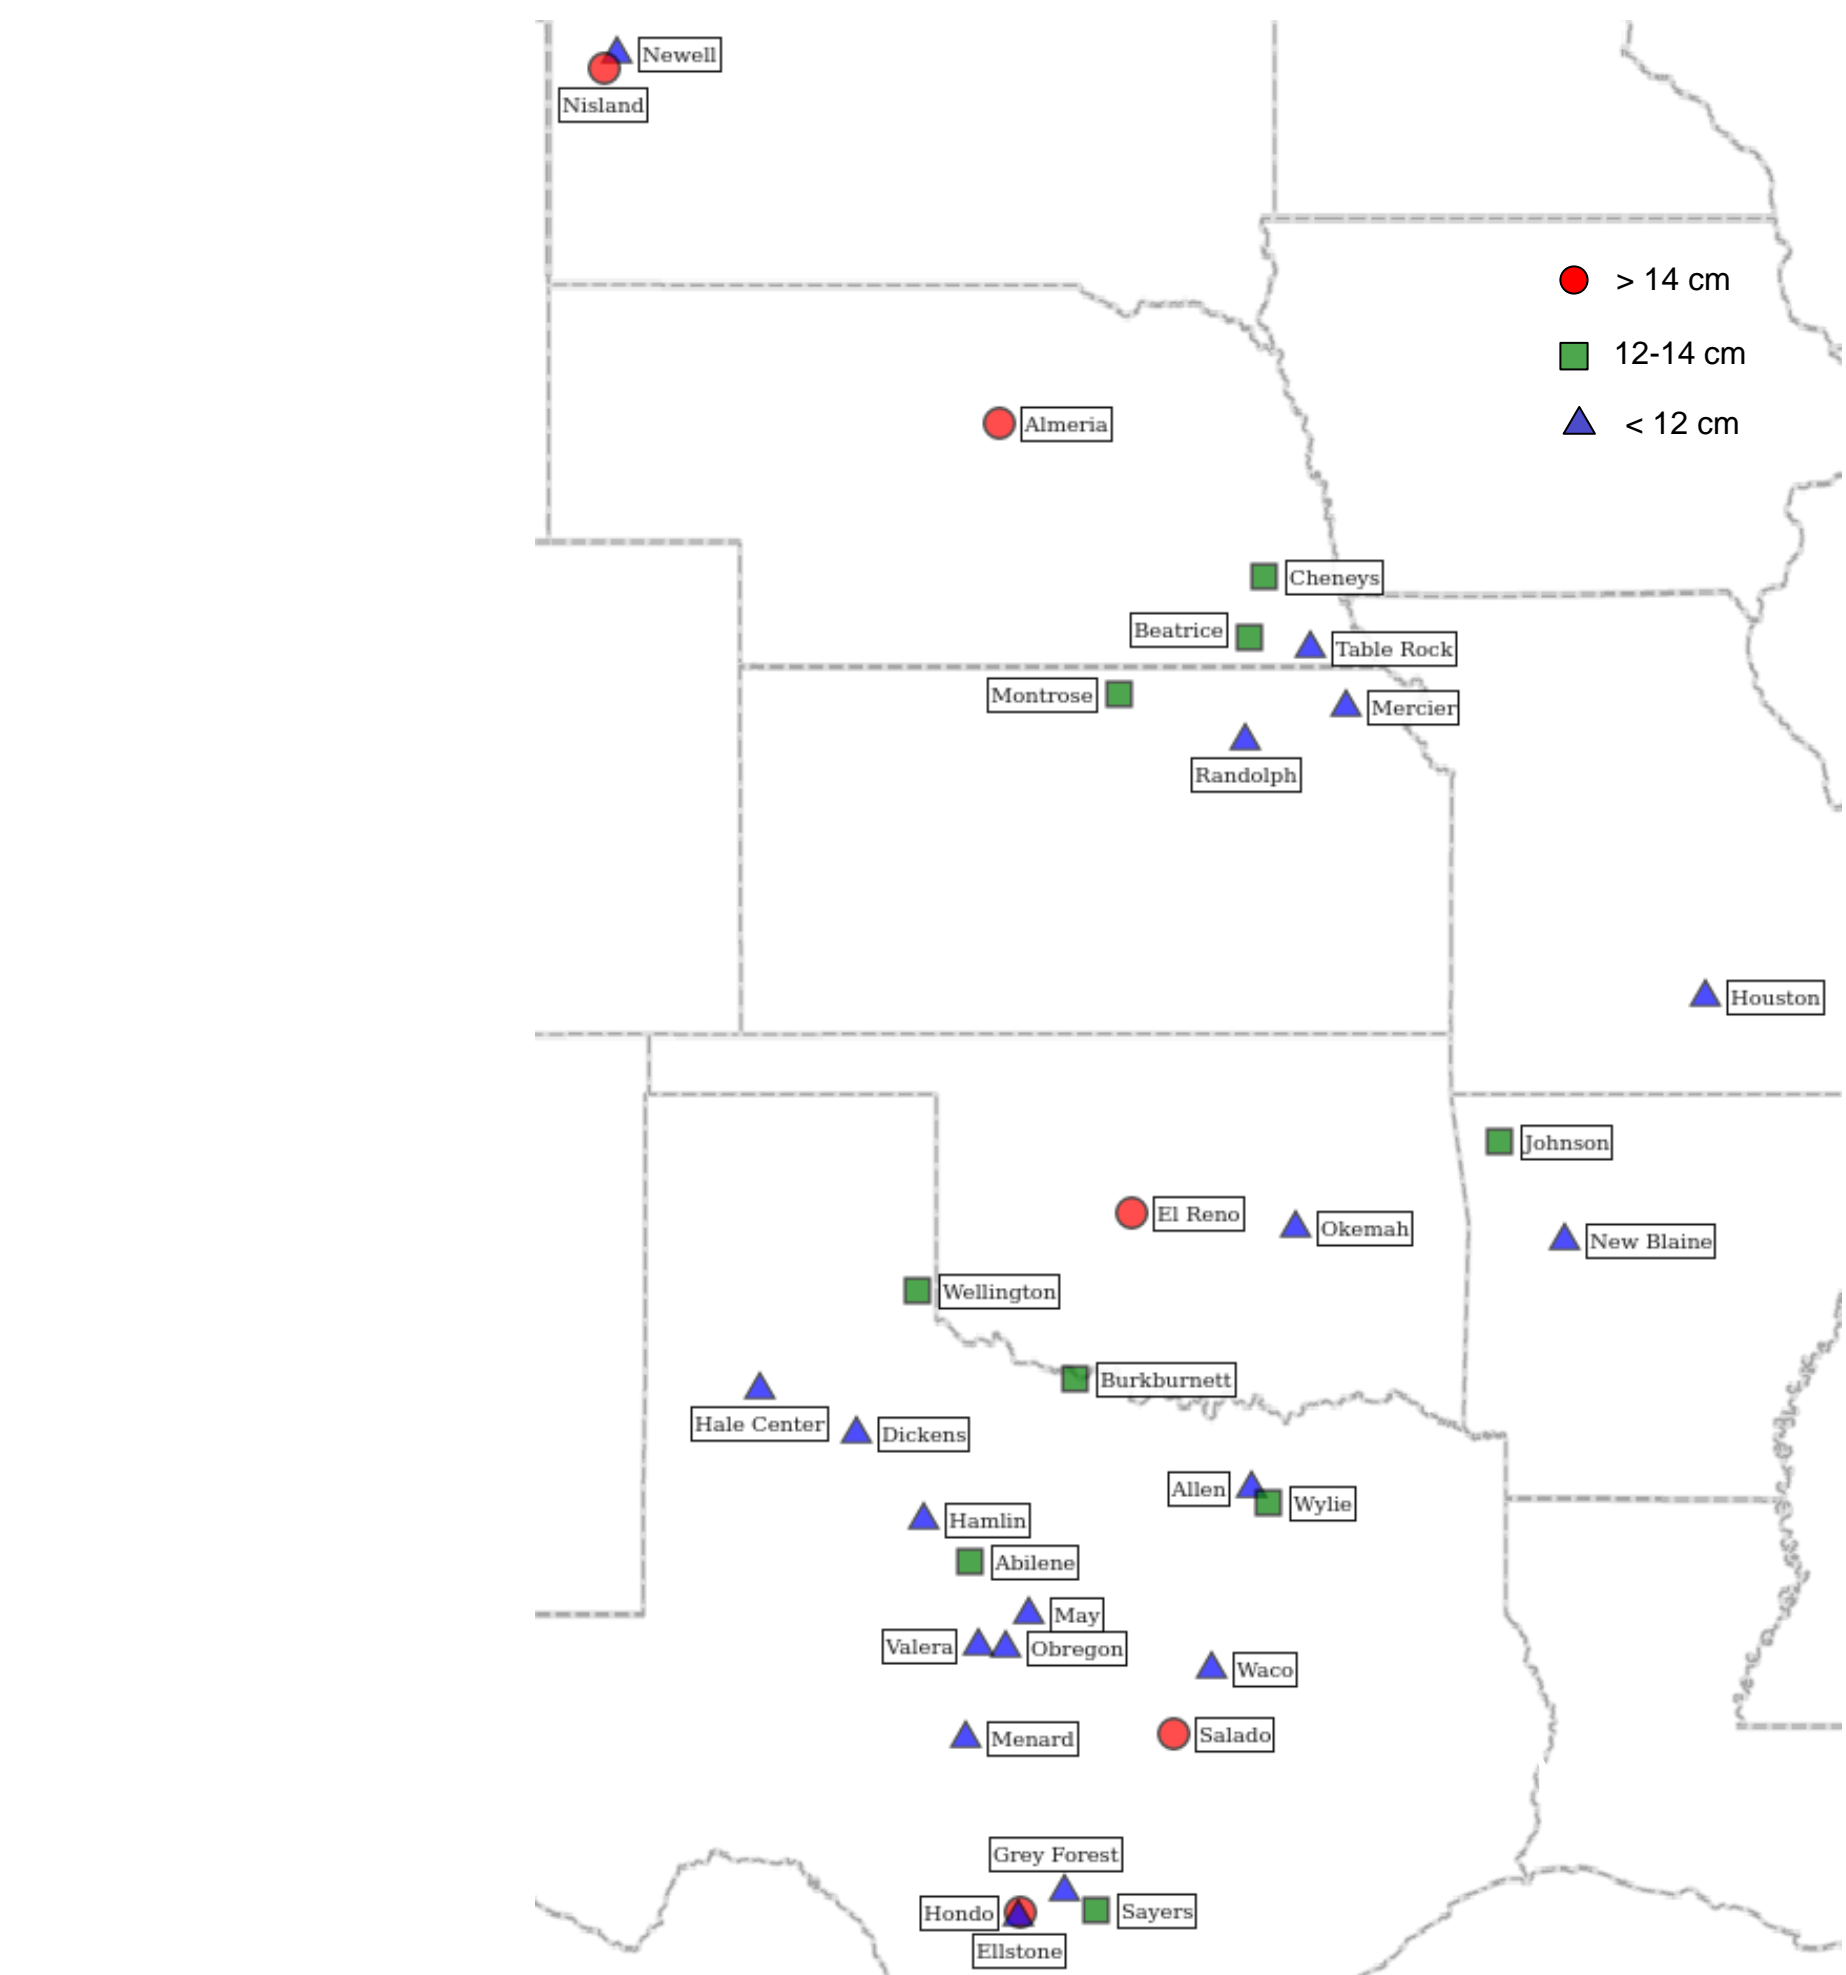 Newell
Nisland
> 14 cm
12-14 cm
< 12 cm
Almeria
Cheneys
Beatrice
Table Rock
Montrose
Mercier
Randolph
Houston
Johnson
El Reno
Okemah
New Blaine
Wellington
Burkburnett
Hale Center
Dickens
Allen
Wylie
Hamlin
Abilene
May
Valera
Obregon
Waco
Menard
Salado
Grey Forest
Hondo
Sayers
Ellstone